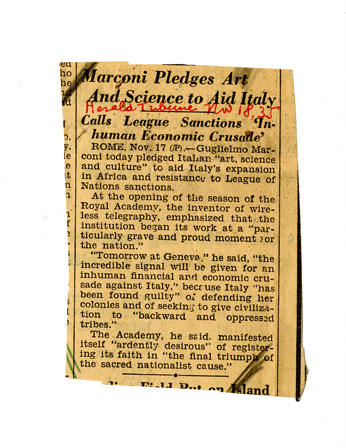 Marconi Pledges Art
And Science to Aid Italy
Herald Tribune Nov 18, 35
Calls League Sanctions 'In-
human Economic Crusade'
ROME, Nov. 17 (AP).—Guglielmo Mar-
coni today pledged Italian "art, science
and culture" to aid Italy's expansion
in Africa and resistance to League of
Nations sanctions.
At the opening of the season of the
Royal Academy, the inventor of wire-
less telegraphy, emphasized that the
institution began its work at a "par-
ticularly grave and proud moment for
the nation."
"Tomorrow at Geneva," he said, "the
incredible signal will be given for an
inhuman financial and economic cru-
sade against Italy," because Italy "has
been found guilty" of defending her
colonies and of seeking to give civiliza-
tion to "backward and oppressed
tribes."
The Academy, he said, manifested
itself "ardently desirous" of register-
ing its faith in "the final triumph of
the sacred nationalist cause."
Field Put on Island